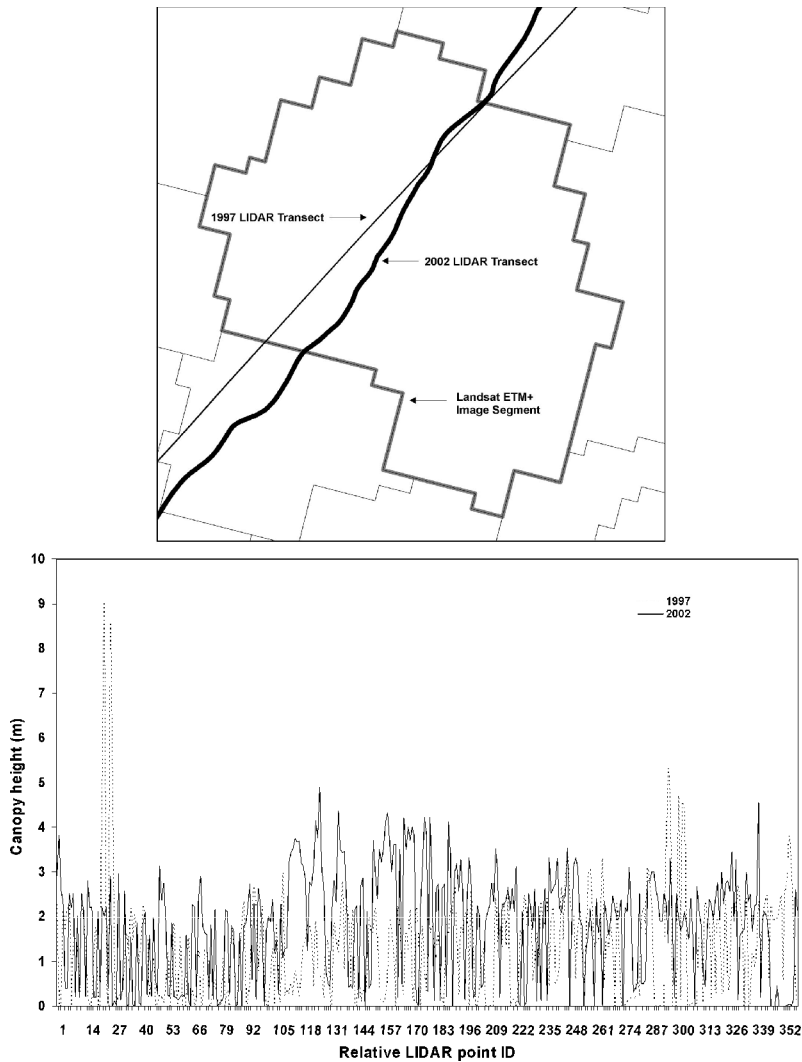 1997 LIDAR Transect
2002 LIDAR Transect
Landsat ETM+
Image Segment
10
9
8
7
6
5
4
3
2
1
0
Canopy height (m)
1997
2002
1 14 27 40 53 66 79 92 105 118 131 144 157 170 183 196 209 222 235 248 261 274 287 300 313 326 339 352
Relative LIDAR point ID